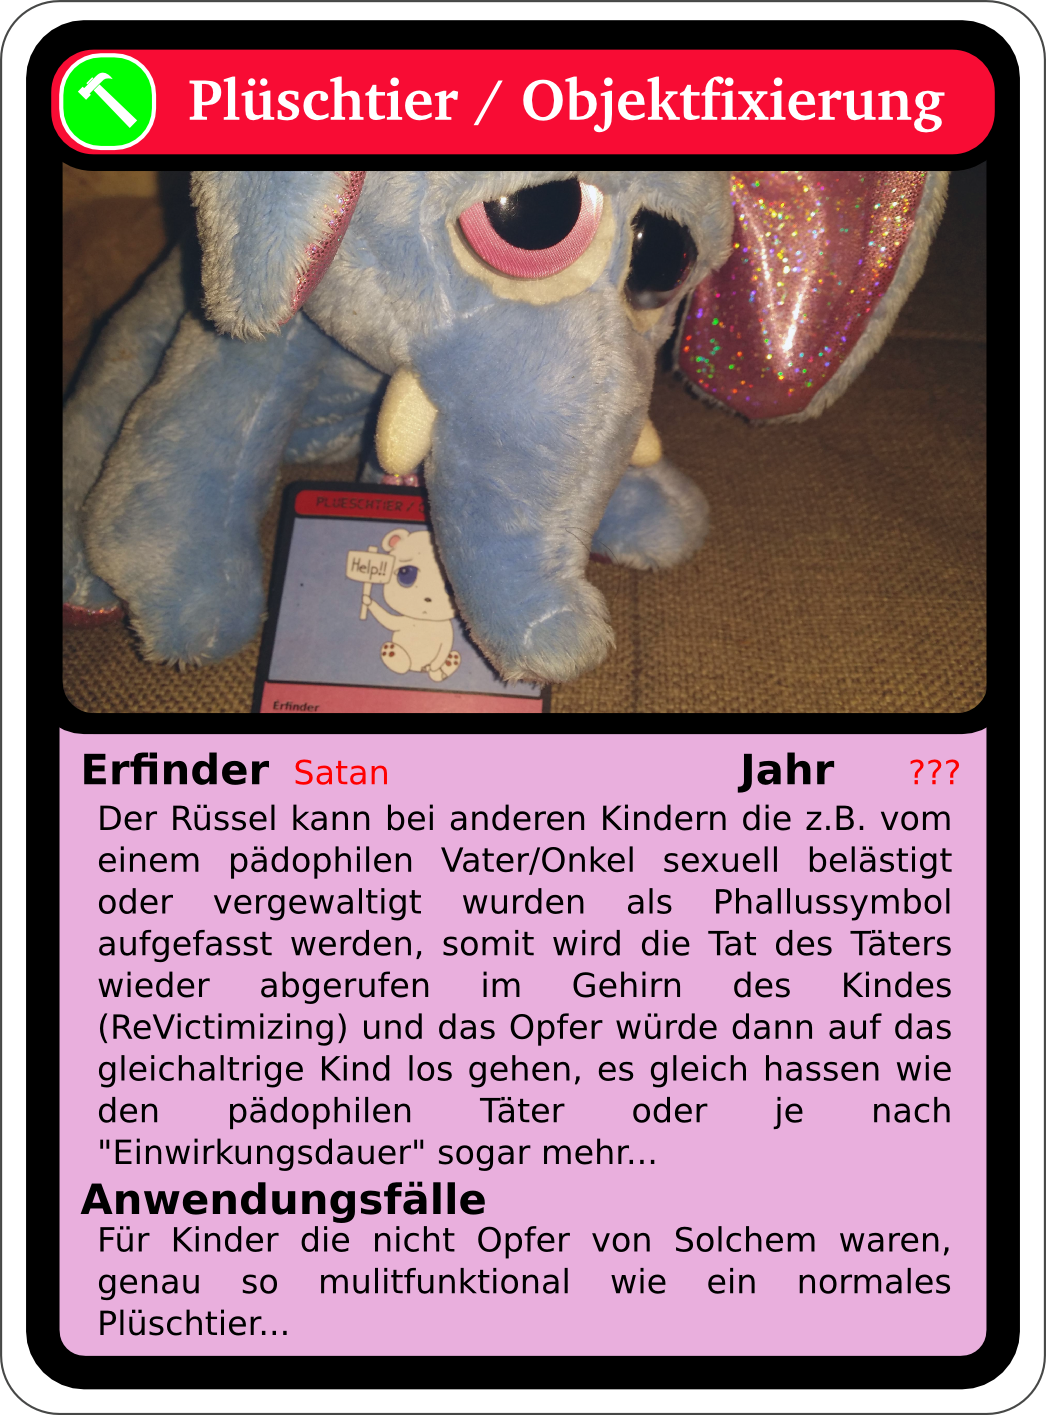 Plüschtier / Objektfixierung
PLUESCHTIER /
Help!!
Erfinder
Erfinder Satan Jahr ???
Der Rüssel kann bei anderen Kindern die z.B. vom
einem pädophilen Vater/Onkel sexuell belästigt
oder vergewaltigt wurden als Phallussymbol
aufgefasst werden, somit wird die Tat des Täters
wieder abgerufen im Gehirn des Kindes
(ReVictimizing) und das Opfer würde dann auf das
gleichaltrige Kind los gehen, es gleich hassen wie
den pädophilen Täter oder je nach
"Einwirkungsdauer" sogar mehr...
Anwendungsfälle
Für Kinder die nicht Opfer von Solchem waren,
genau so mulitfunktional wie ein normales
Plüschtier...